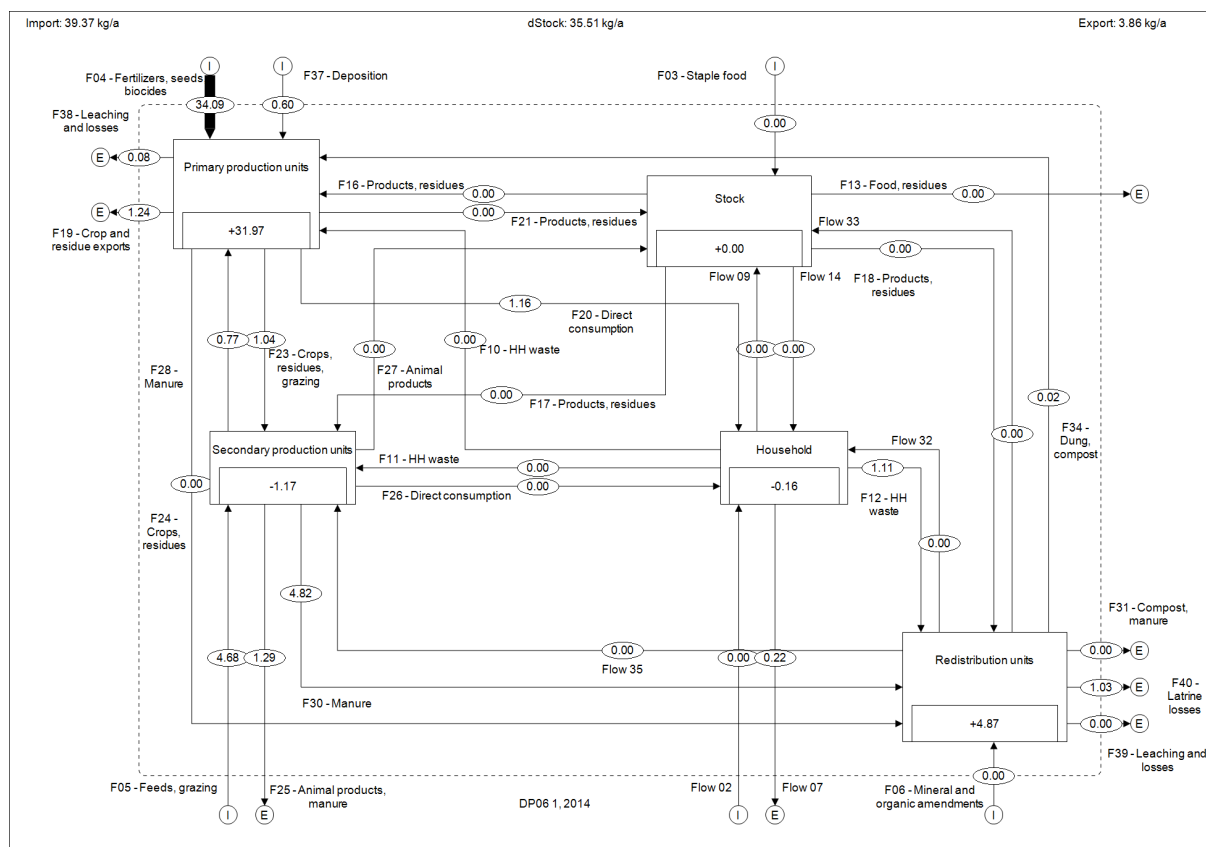 Import: 39.37 kg/a
dStock: 35.51 kg/a
Export: 3.86 kg/a
I
I
I
F04 - Fertilizers, seeds
biocides
F37 - Deposition
F03 - Staple food
34.09
0.60
0.00
F38 - Leaching
and losses
E
0.08
Primary production units
+31.97
E
1.24
F19 - Crop and
residue exports
F16 - Products, residues
0.00
0.00
F21 - Products, residues
Stock
+0.00
F13 - Food, residues
0.00
E
Flow 33
0.00
F18 - Products,
residues
Flow 09
Flow 14
1.16
F20 - Direct
consumption
0.77
1.04
F23 - Crops,
residues,
grazing
0.00
F27 - Animal
products
0.00
F10 - HH waste
0.00
0.00
F28 -
Manure
0.00
F17 - Products, residues
0.02
0.00
F34 -
Dung,
compost
Secondary production units
-1.17
F11 - HH waste
0.00
F26 - Direct consumption
0.00
Household
-0.16
Flow 32
1.11
F12 - HH
waste
0.00
0.00
F24 -
Crops,
residues
4.82
4.68
1.29
0.00
Flow 35
0.00
0.22
F30 - Manure
Redistribution units
+4.87
F31 - Compost,
manure
0.00
E
1.03
E
F40 -
Latrine
losses
0.00
E
F39 - Leaching and
losses
0.00
F05 - Feeds, grazing
I
F25 - Animal products,
manure
E
DP06 1, 2014
Flow 02
I
Flow 07
E
F06 - Mineral and
organic amendments
I